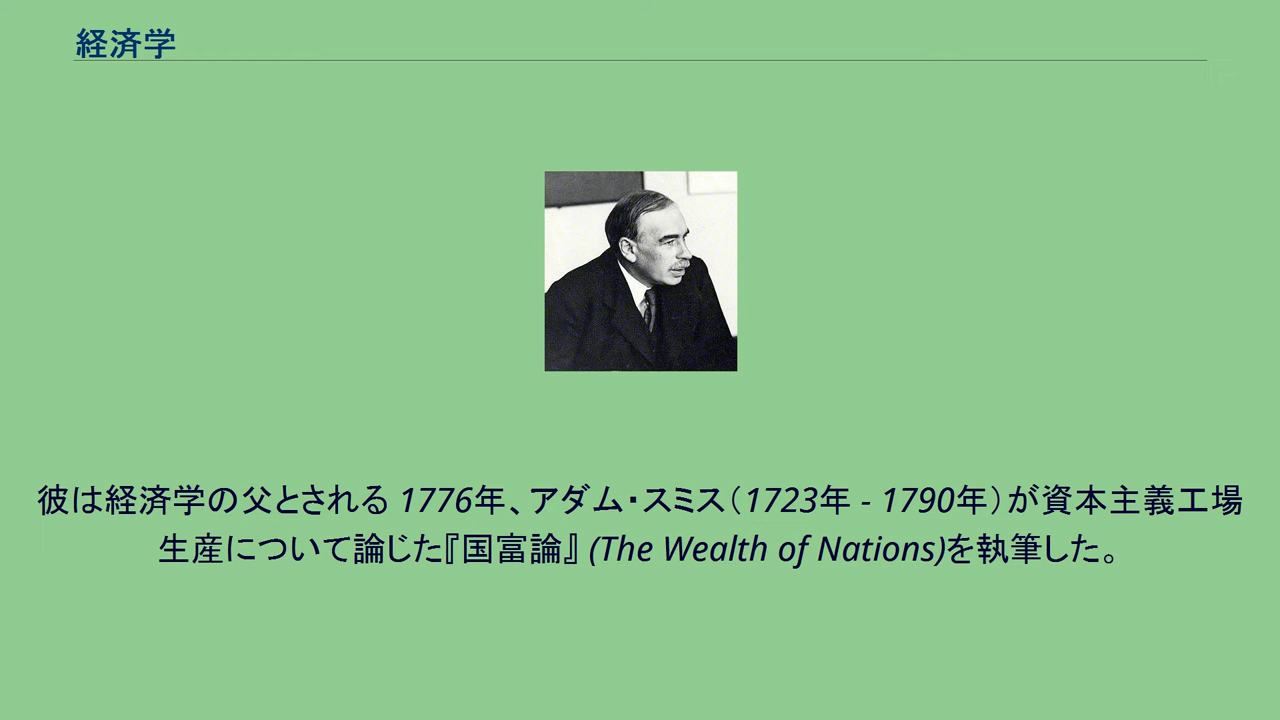 経済学
彼は経済学の父とされる 1776年、アダム・スミス（1723年 - 1790年）が資本主義工場
生産について論じた『国富論』 (The Wealth of Nations)を執筆した。